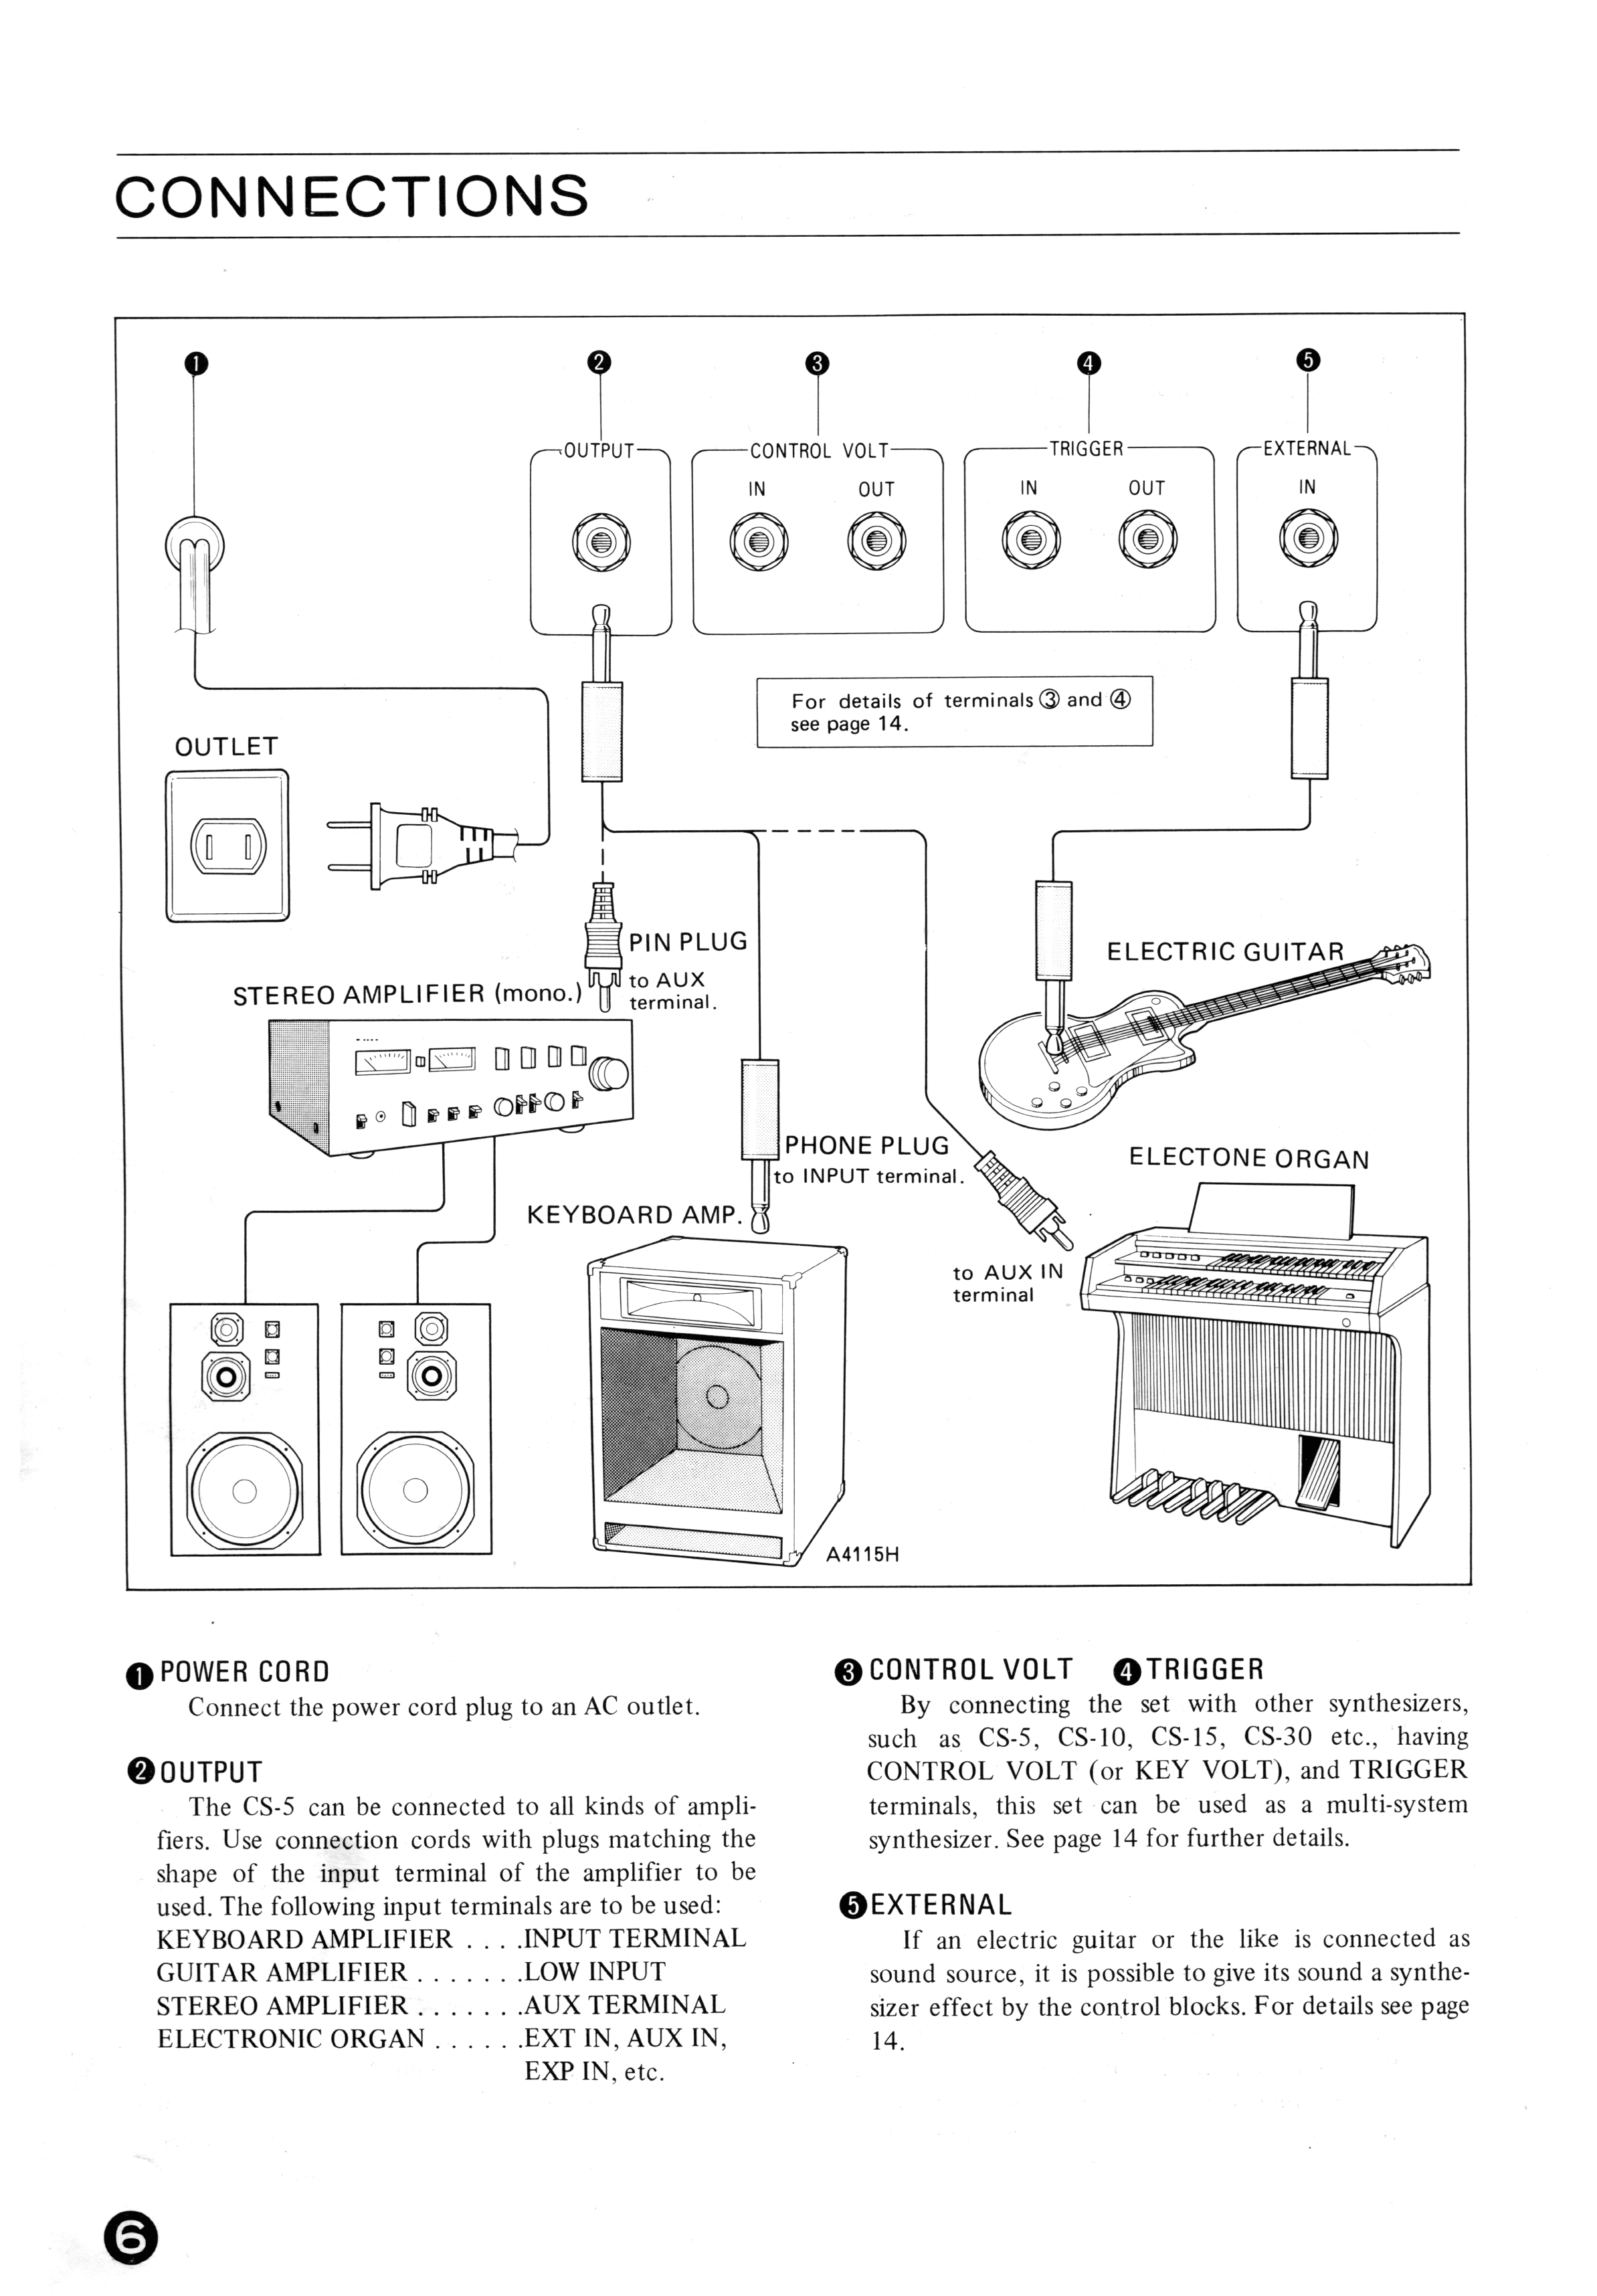 CONNECTIONS
1 2 3 4 5
OUTPUT CONTROL VOLT TRIGGER EXTERNAL
IN OUT IN OUT IN
For details of terminals ③ and ④
see page 14.
OUTLET
PIN PLUG
to AUX
terminal.
STEREO AMPLIFIER (mono.)
ELECTRIC GUITAR
PHONE PLUG
to INPUT terminal.
ELECTONE ORGAN
KEYBOARD AMP.
to AUX IN
terminal
A4115H
❶ POWER CORD
Connect the power cord plug to an AC outlet.
❷ OUTPUT
The CS-5 can be connected to all kinds of ampli-
fiers. Use connection cords with plugs matching the
shape of the input terminal of the amplifier to be
used. The following input terminals are to be used:
KEYBOARD AMPLIFIER . . . .INPUT TERMINAL
GUITAR AMPLIFIER . . . . . . .LOW INPUT
STEREO AMPLIFIER . . . . . . .AUX TERMINAL
ELECTRONIC ORGAN . . . . . .EXT IN, AUX IN,
EXP IN, etc.
❸ CONTROL VOLT ❹ TRIGGER
By connecting the set with other synthesizers,
such as CS-5, CS-10, CS-15, CS-30 etc., having
CONTROL VOLT (or KEY VOLT), and TRIGGER
terminals, this set can be used as a multi-system
synthesizer. See page 14 for further details.
❺ EXTERNAL
If an electric guitar or the like is connected as
sound source, it is possible to give its sound a synthe-
sizer effect by the control blocks. For details see page
14.
6